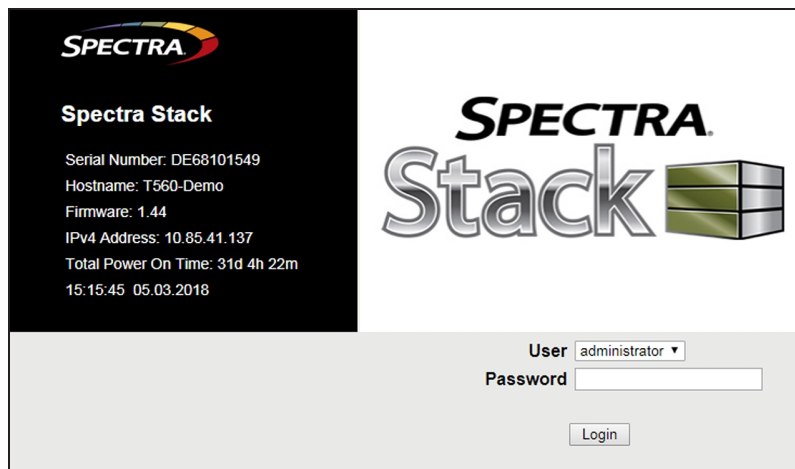 SPECTRA
Spectra Stack
Serial Number: DE68101549
Hostname: T560-Demo
Firmware: 1.44
IPv4 Address: 10.85.41.137
Total Power On Time: 31d 4h 22m
15:15:45 05.03.2018
SPECTRA
Stack
User administrator
Password
Login